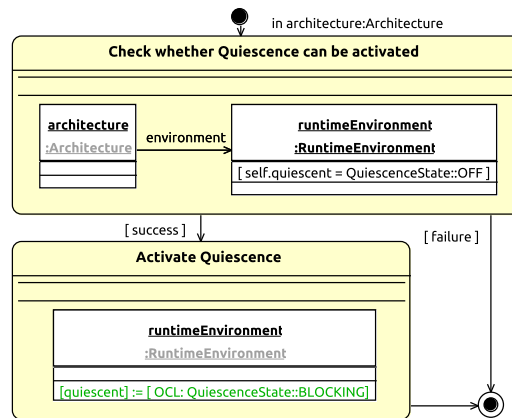 in architecture:Architecture
Check whether Quiescence can be activated
architecture
:Architecture
environment
runtimeEnvironment
:RuntimeEnvironment
[ self.quiescent = QuiescenceState::OFF ]
[ success ]
[ failure ]
Activate Quiescence
runtimeEnvironment
:RuntimeEnvironment
[quiescent] := [ OCL: QuiescenceState::BLOCKING]